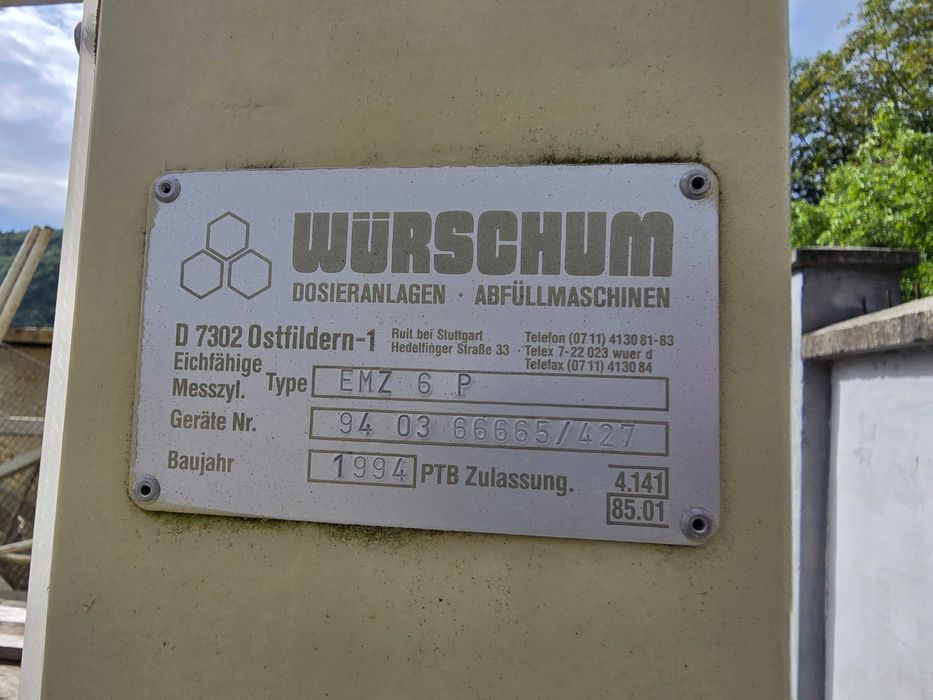 WÜRSCHUM
DOSIERANLAGEN · ABFÜLLMASCHINEN
D 7302 Ostfildern-1
Ruit bei Stuttgart
Hedelfinger Straße 33
Telefon (07 11) 4130 81-83
Telex 7-22 023 wuer d
Telefax (07 11) 4130 84
Eichfähige
Messzyl. Type EMZ 6 P
Geräte Nr. 94 03 66665/427
Baujahr 1994 PTB Zulassung. 4.141
85.01